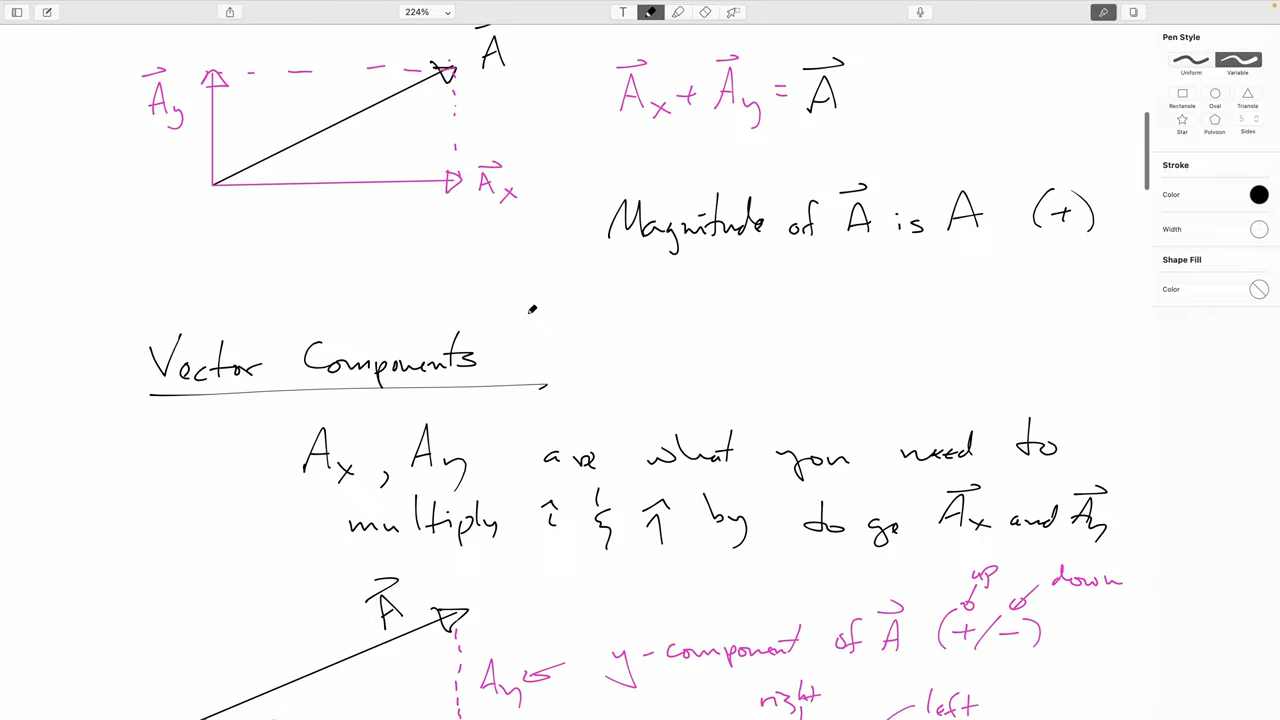 224%
T
Pen Style
Uniform Variable
Rectangle Oval Triangle
Star Polygon 5 Sides
Stroke
Color
Width
Shape Fill
Color
A⃗
A⃗y
A⃗x
A⃗x + A⃗y = A⃗
Magnitude of A⃗ is A (+)
Vector Components
Ax, Ay are what you need to
multiply î & ĵ by to go A⃗x and A⃗y
A⃗
Ay
up down
y-component of A⃗ (+/-)
right left